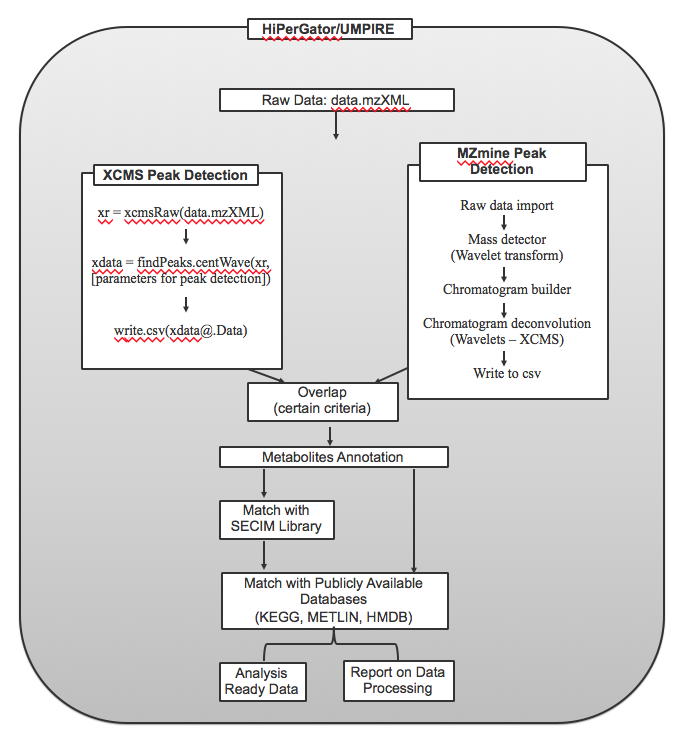 HiPerGator/UMPIRE
Raw Data: data.mzXML
XCMS Peak Detection
xr = xcmsRaw(data.mzXML)
xdata = findPeaks.centWave(xr,
[parameters for peak detection])
write.csv(xdata@.Data)
MZmine Peak
Detection
Raw data import
Mass detector
(Wavelet transform)
Chromatogram builder
Chromatogram deconvolution
(Wavelets – XCMS)
Write to csv
Overlap
(certain criteria)
Metabolites Annotation
Match with
SECIM Library
Match with Publicly Available
Databases
(KEGG, METLIN, HMDB)
Analysis
Ready Data
Report on Data
Processing